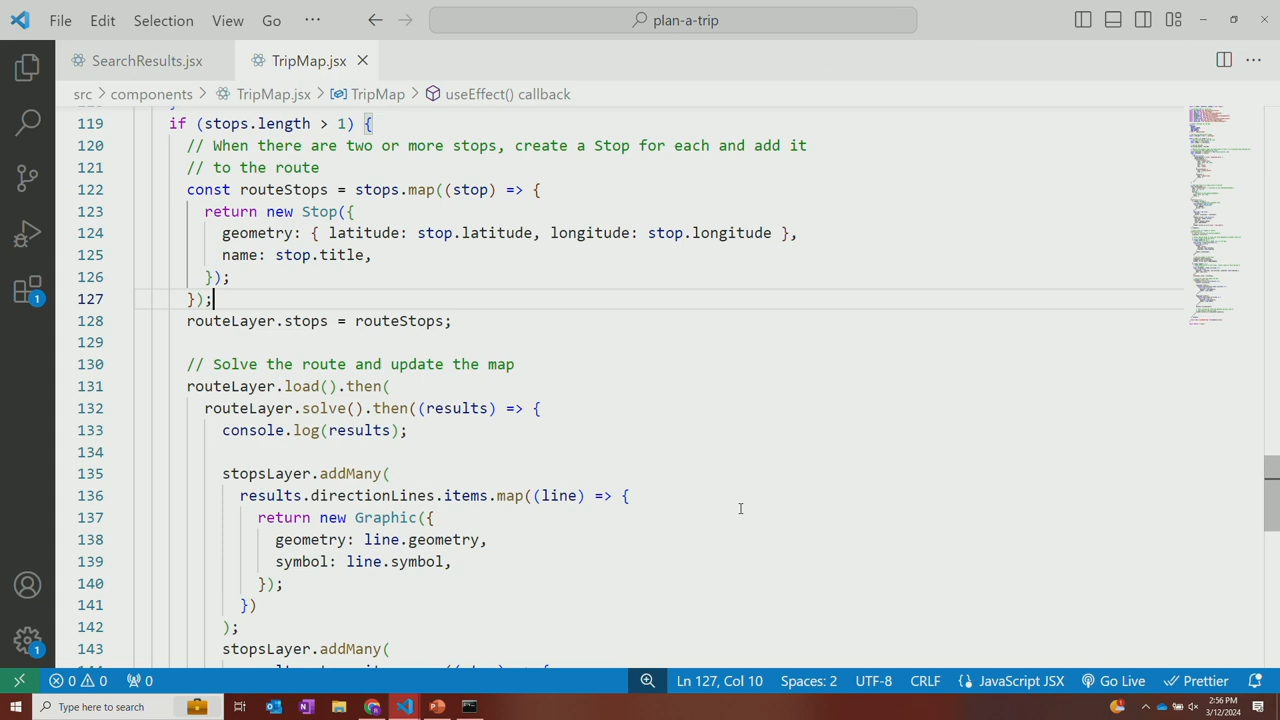 File Edit Selection View Go ··· plan-a-trip
SearchResults.jsx TripMap.jsx
src > components > TripMap.jsx > TripMap > useEffect() callback
119 if (stops.length > 1) {
120 // When there are two or more stops, create a Stop for each and add it
121 // to the route
122 const routeStops = stops.map((stop) => {
123 return new Stop({
124 geometry: { latitude: stop.latitude, longitude: stop.longitude },
125 name: stop.title,
126 });
127 });
128 routeLayer.stops = routeStops;
129
130 // Solve the route and update the map
131 routeLayer.load().then(
132 routeLayer.solve().then((results) => {
133 console.log(results);
134
135 stopsLayer.addMany(
136 results.directionLines.items.map((line) => {
137 return new Graphic({
138 geometry: line.geometry,
139 symbol: line.symbol,
140 });
141 })
142 );
143 stopsLayer.addMany(
1
1
0 0 0 Ln 127, Col 10 Spaces: 2 UTF-8 CRLF {} JavaScript JSX Go Live Prettier
Type here to search
2:56 PM
3/12/2024